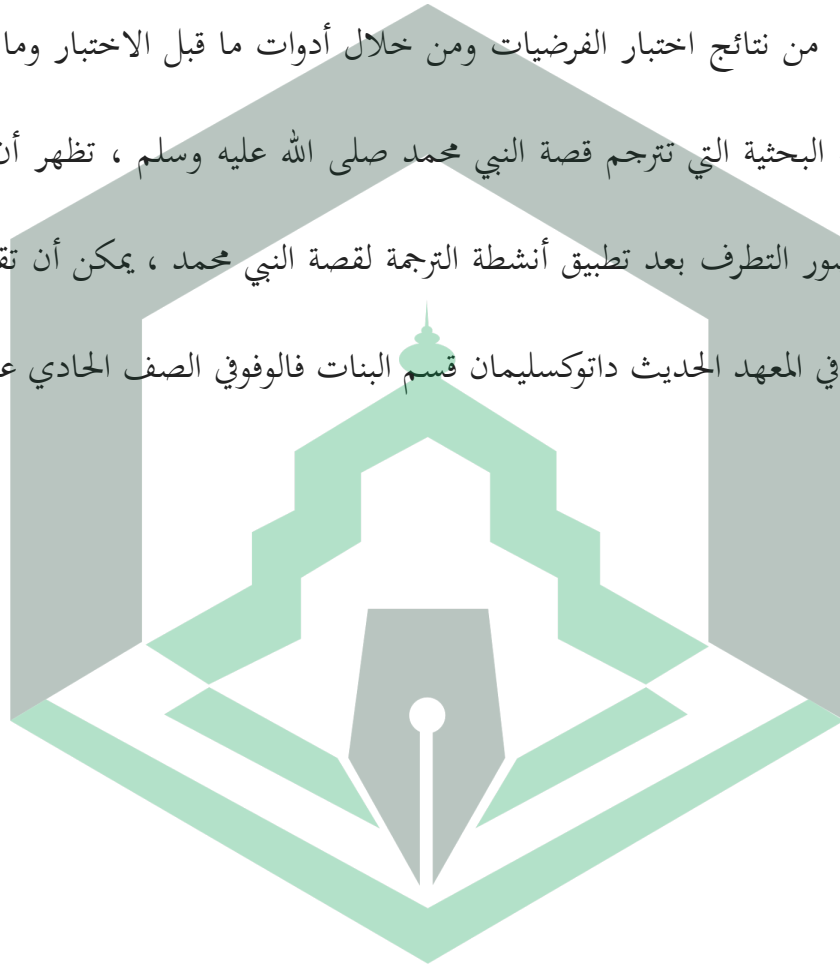 من نتائج اختبار الفرضيات ومن خلال أدوات ما قبل الاختبار وما
البحثية التي تترجم قصة النبي محمد صلى الله عليه وسلم ، تظهر أن
التطرف بعد تطبيق أنشطة الترجمة لقصة النبي محمد ، يمكن أن
في المعهد الحديث داتوكسليمان قسم البنات فالوفوفي الصف الحادي